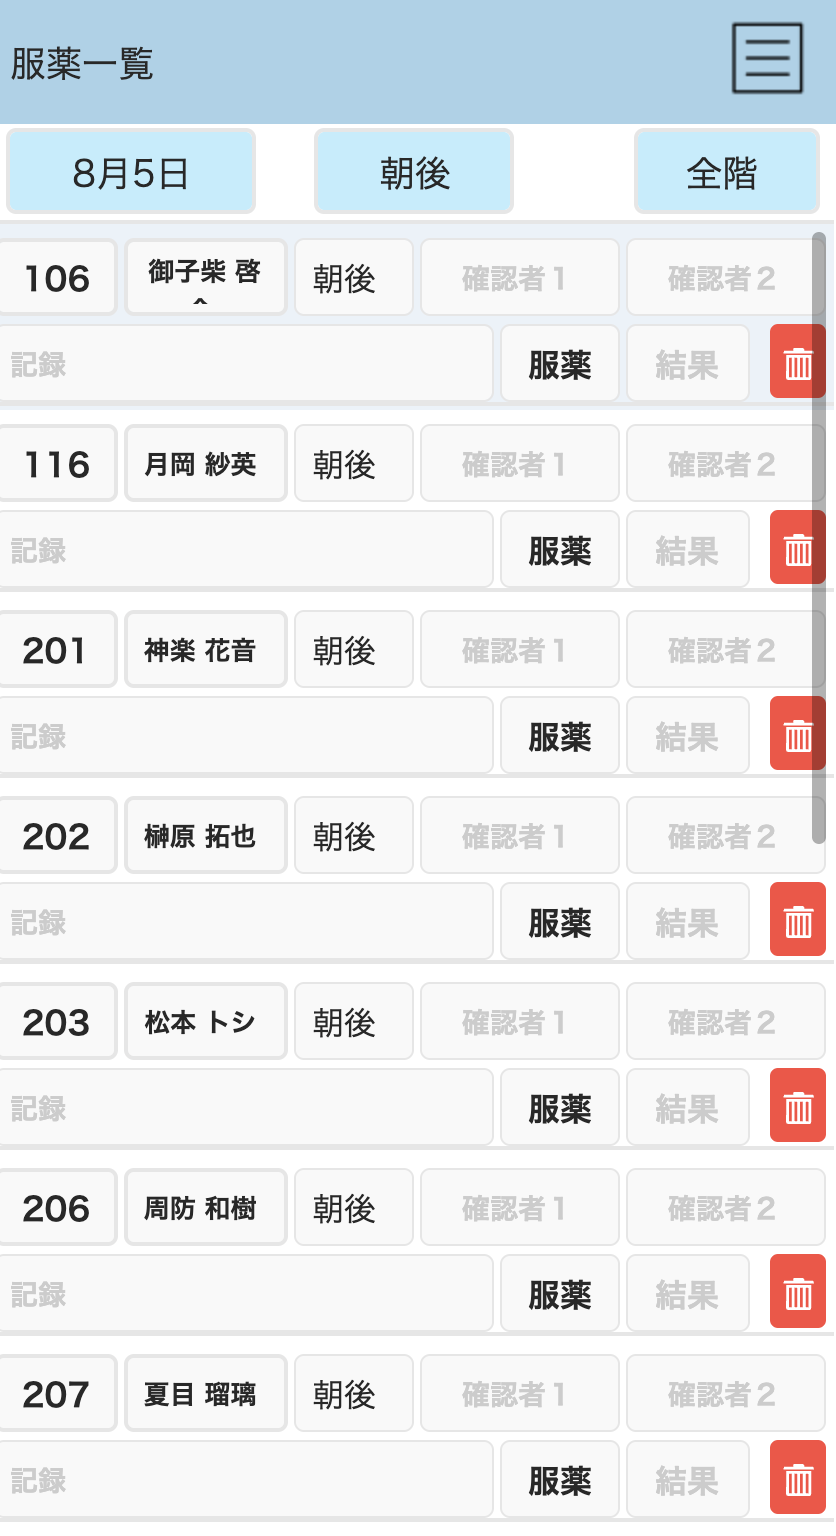 服薬一覧
8月5日 朝後 全階
106 御子柴 啓 朝後 確認者1 確認者2
記録 服薬 結果
116 月岡 紗英 朝後 確認者1 確認者2
記録 服薬 結果
201 神楽 花音 朝後 確認者1 確認者2
記録 服薬 結果
202 榊原 拓也 朝後 確認者1 確認者2
記録 服薬 結果
203 松本 トシ 朝後 確認者1 確認者2
記録 服薬 結果
206 周防 和樹 朝後 確認者1 確認者2
記録 服薬 結果
207 夏目 瑠璃 朝後 確認者1 確認者2
記録 服薬 結果